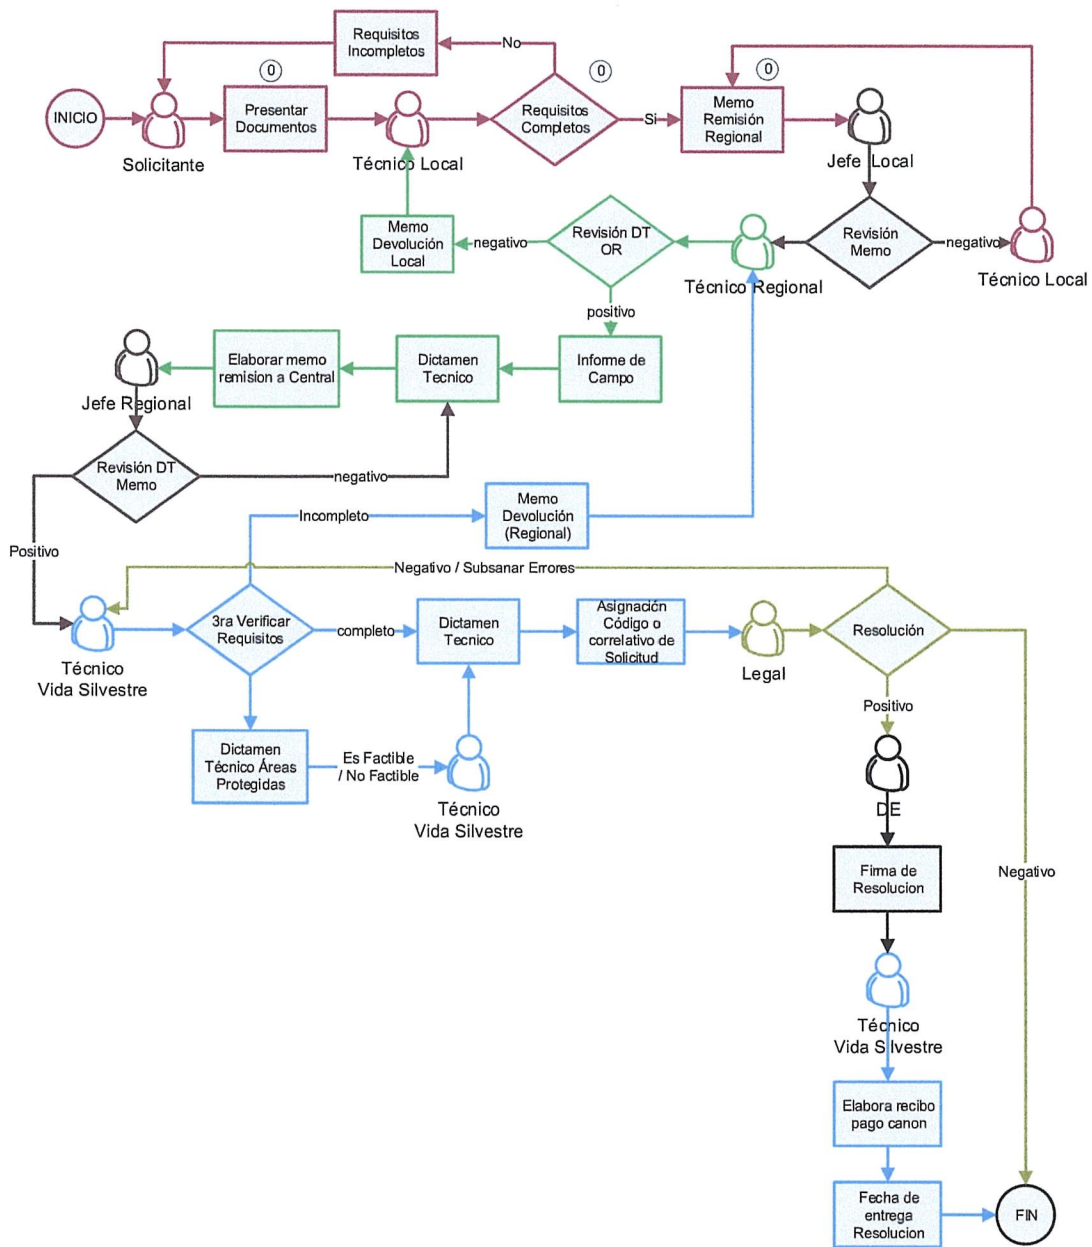 Requisitos
Incompletos
No
0
0
0
INICIO
Presentar
Documentos
Requisitos
Completos
Si
Memo
Remisión
Regional
Solicitante
Técnico Local
Jefe Local
Memo
Devolución
Local
negativo
Revisión DT
OR
Revisión
Memo
negativo
Técnico Regional
Técnico Local
positivo
Elaborar memo
remision a Central
Dictamen
Tecnico
Informe de
Campo
Jefe Regional
Revisión DT
Memo
negativo
Memo
Devolución
(Regional)
Incompleto
Positivo
Negativo / Subsanar Errores
3ra Verificar
Requisitos
completo
Dictamen
Tecnico
Asignación
Código o
correlativo de
Solicitud
Resolución
Técnico
Vida Silvestre
Legal
Positivo
Dictamen
Técnico Áreas
Protegidas
Es Factible
/ No Factible
Técnico
Vida Silvestre
DE
Firma de
Resolucion
Negativo
Técnico
Vida Silvestre
Elabora recibo
pago canon
Fecha de
entrega
Resolucion
FIN